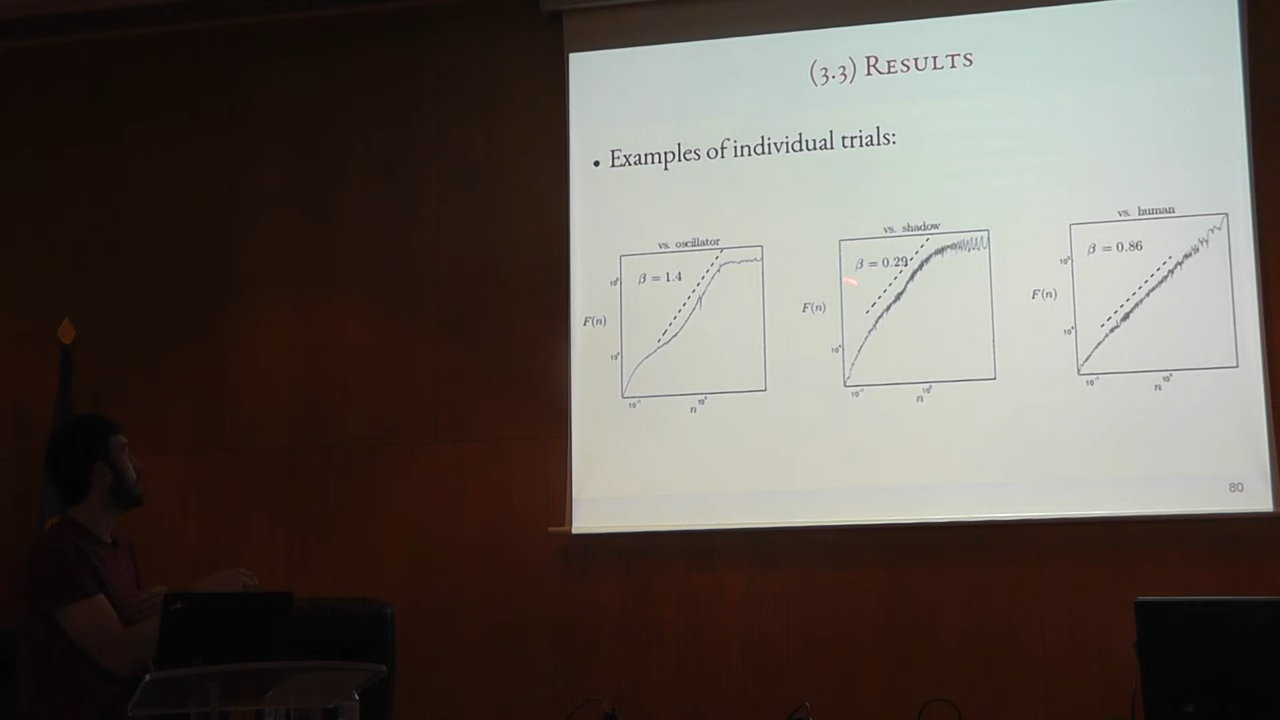 (3.3) Results
• Examples of individual trials:
vs. oscillator
β = 1.4
F(n)
n
vs. shadow
β = 0.29
F(n)
n
vs. human
β = 0.86
F(n)
n
80